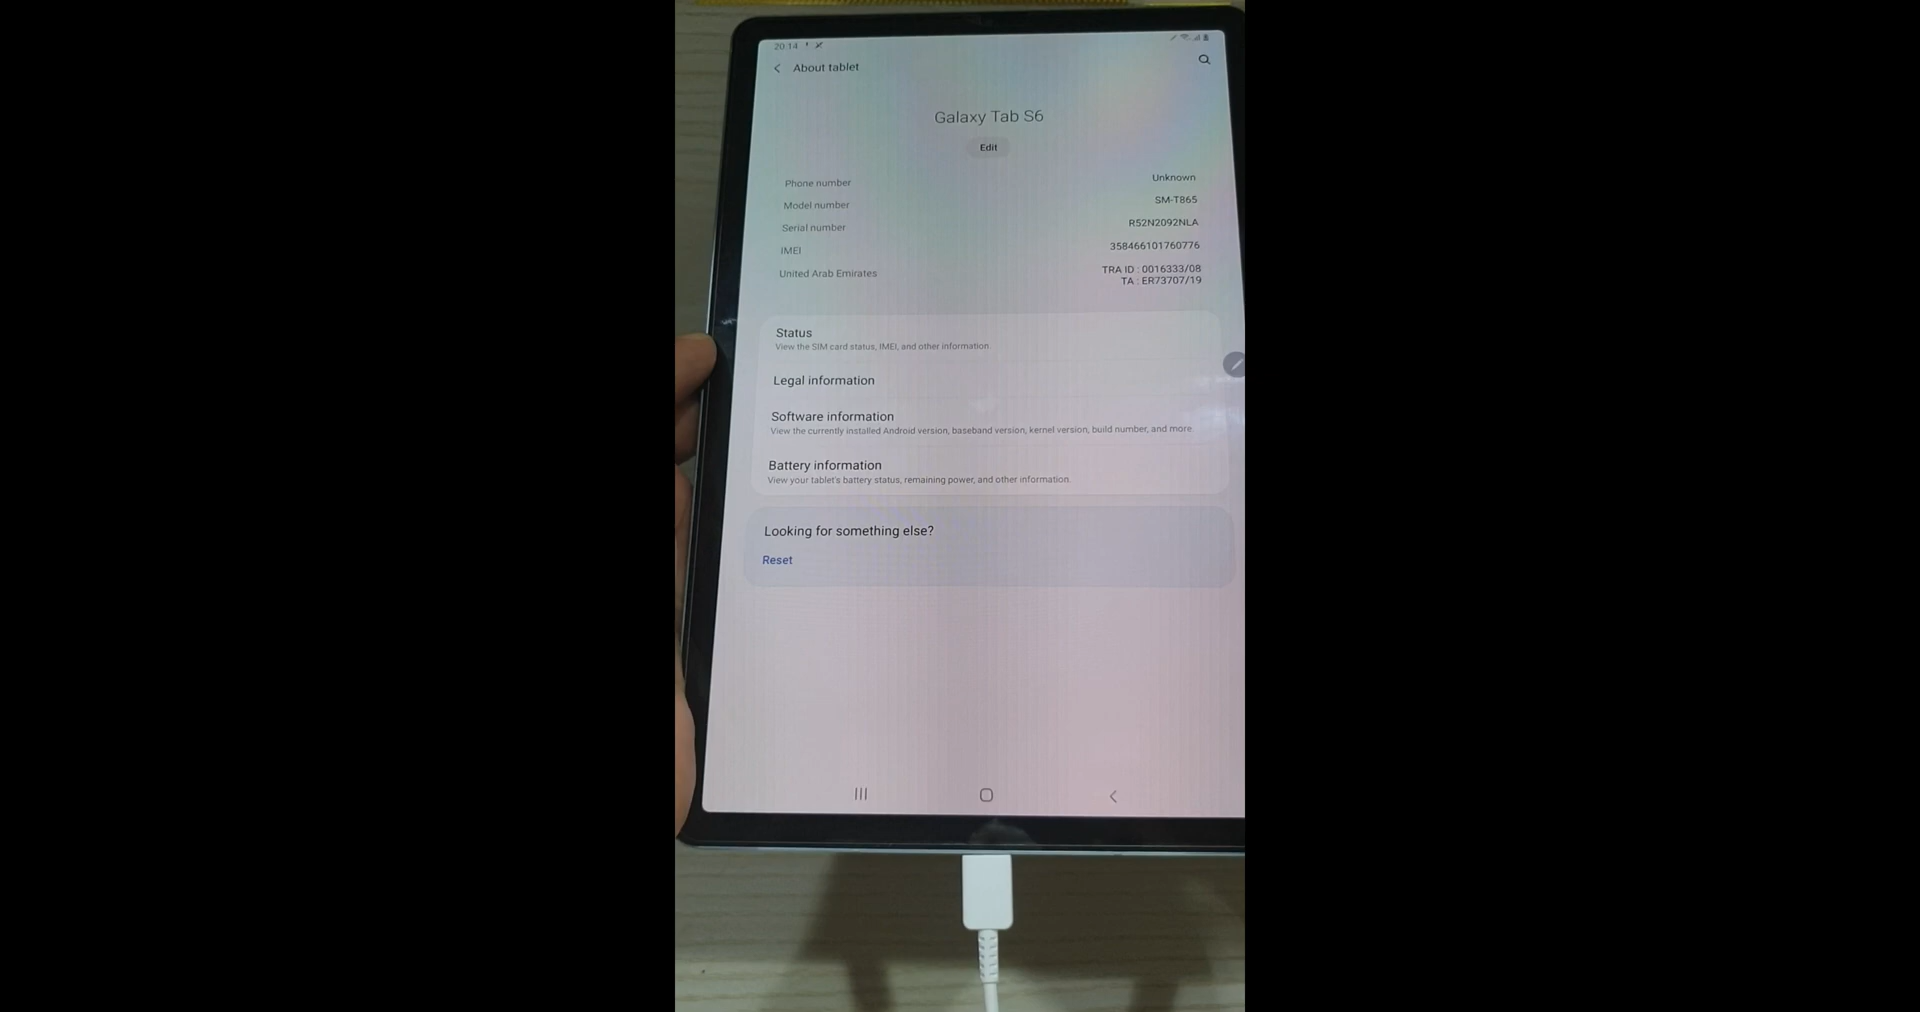 20:14
About tablet
Galaxy Tab S6
Edit
Phone number Unknown
Model number SM-T865
Serial number R52N2092NLA
IMEI 358466101760776
United Arab Emirates TRA ID : 0016333/08
TA : ER73707/19
Status
View the SIM card status, IMEI, and other information.
Legal information
Software information
View the currently installed Android version, baseband version, kernel version, build number, and more.
Battery information
View your tablet's battery status, remaining power, and other information.
Looking for something else?
Reset